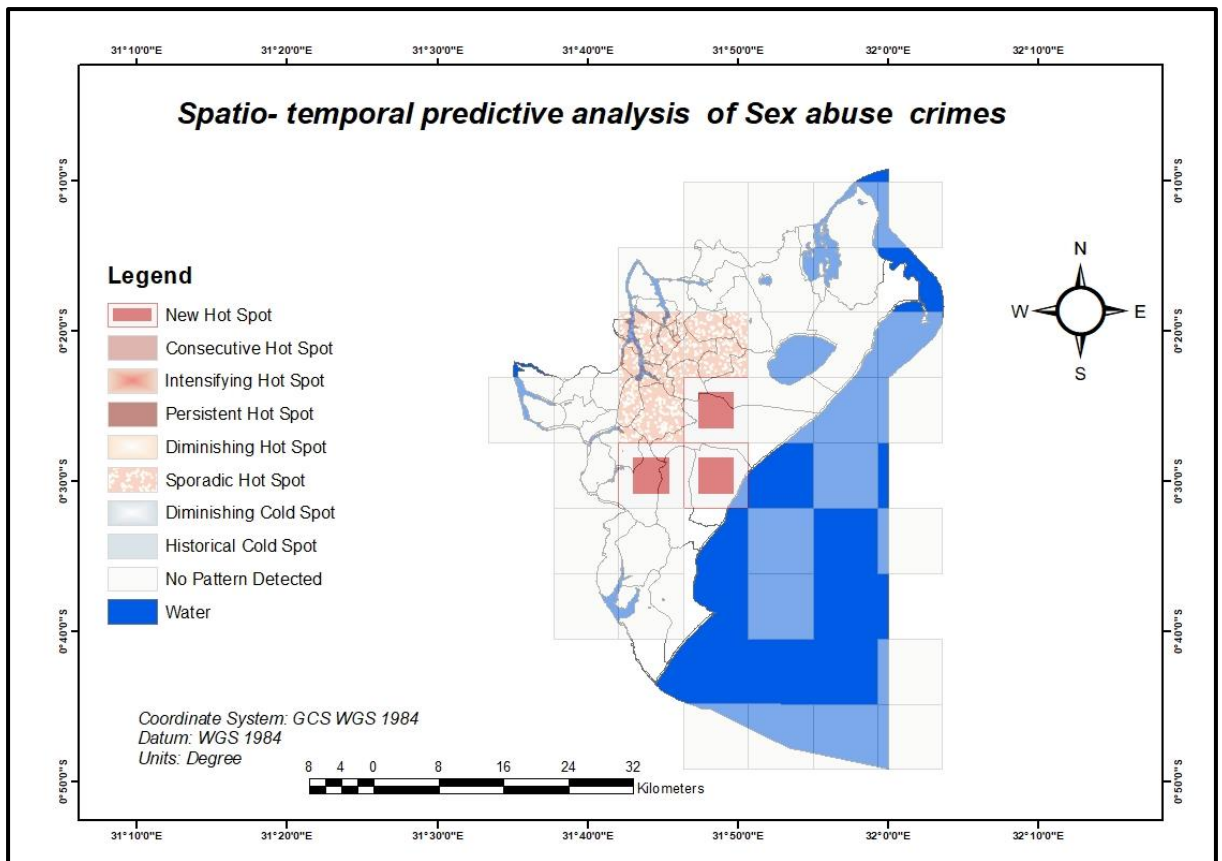 31°10'0"E 31°20'0"E 31°30'0"E 31°40'0"E 31°50'0"E 32°0'0"E 32°10'0"E
Spatio- temporal predictive analysis of Sex abuse crimes
0°10'0"S 0°10'0"S
N
W E
S
Legend
New Hot Spot
Consecutive Hot Spot
Intensifying Hot Spot
Persistent Hot Spot
Diminishing Hot Spot
Sporadic Hot Spot
Diminishing Cold Spot
Historical Cold Spot
No Pattern Detected
Water
0°20'0"S 0°20'0"S
0°30'0"S 0°30'0"S
0°40'0"S 0°40'0"S
Coordinate System: GCS WGS 1984
Datum: WGS 1984
Units: Degree
8 4 0 8 16 24 32
Kilometers
0°50'0"S 0°50'0"S
31°10'0"E 31°20'0"E 31°30'0"E 31°40'0"E 31°50'0"E 32°0'0"E 32°10'0"E